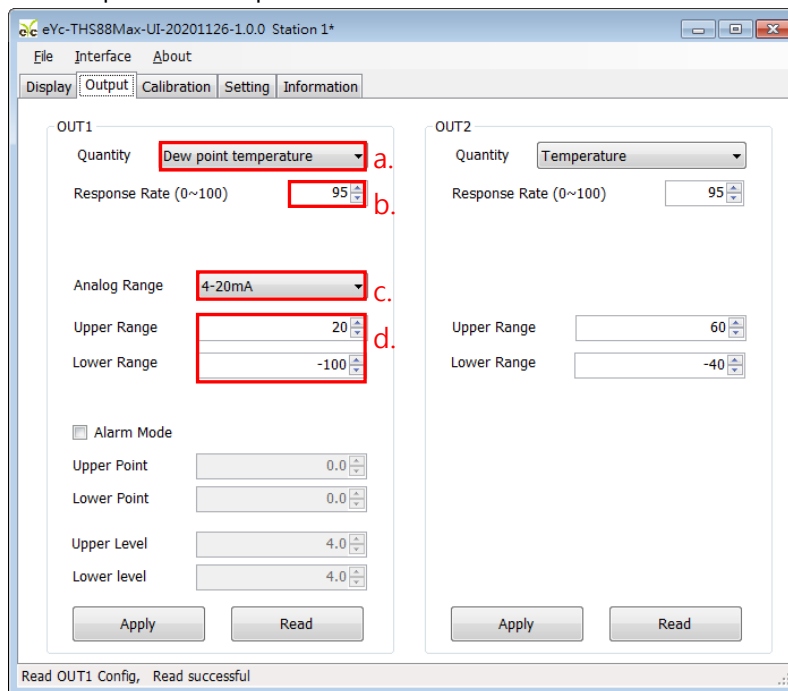 eYc-THS88Max-UI-20201126-1.0.0 Station 1*
File Interface About
Display Output Calibration Setting Information
OUT1
Quantity Dew point temperature a.
Response Rate (0~100) 95 b.
Analog Range 4-20mA c.
Upper Range 20
d.
Lower Range -100
Alarm Mode
Upper Point 0.0
Lower Point 0.0
Upper Level 4.0
Lower level 4.0
Apply Read
OUT2
Quantity Temperature
Response Rate (0~100) 95
Upper Range 60
Lower Range -40
Apply Read
Read OUT1 Config, Read successful